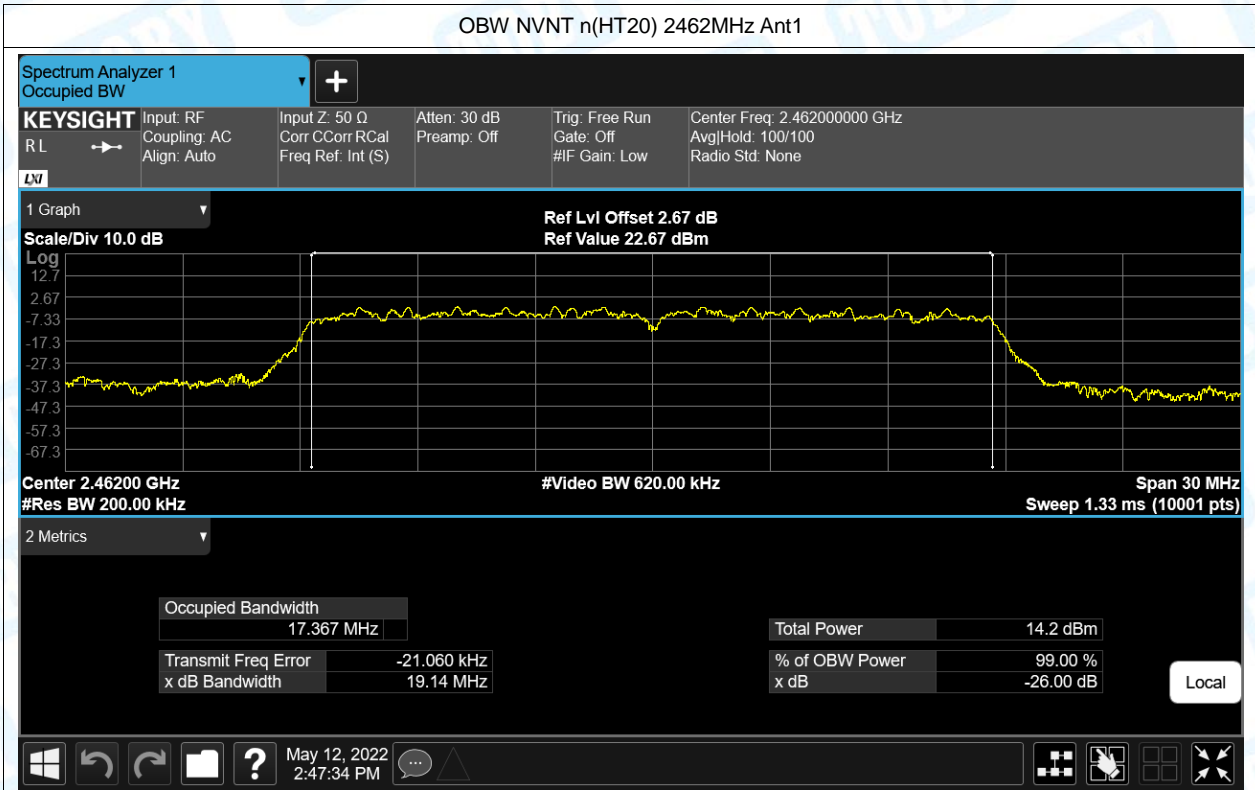 OBW NVNT n(HT20) 2462MHz Ant1
Spectrum Analyzer 1
Occupied BW
KEYSIGHT
R L
LXI
Input: RF
Coupling: AC
Align: Auto
Input Z: 50 Ω
Corr CCorr RCal
Freq Ref: Int (S)
Atten: 30 dB
Preamp: Off
Trig: Free Run
Gate: Off
#IF Gain: Low
Center Freq: 2.462000000 GHz
Avg|Hold: 100/100
Radio Std: None
1 Graph
Scale/Div 10.0 dB
Ref Lvl Offset 2.67 dB
Ref Value 22.67 dBm
Log
12.7
2.67
-7.33
-17.3
-27.3
-37.3
-47.3
-57.3
-67.3
Center 2.46200 GHz
#Video BW 620.00 kHz
Span 30 MHz
#Res BW 200.00 kHz
Sweep 1.33 ms (10001 pts)
2 Metrics
Occupied Bandwidth
17.367 MHz
Total Power 14.2 dBm
Transmit Freq Error -21.060 kHz
% of OBW Power 99.00 %
x dB Bandwidth 19.14 MHz
x dB -26.00 dB
Local
May 12, 2022
2:47:34 PM